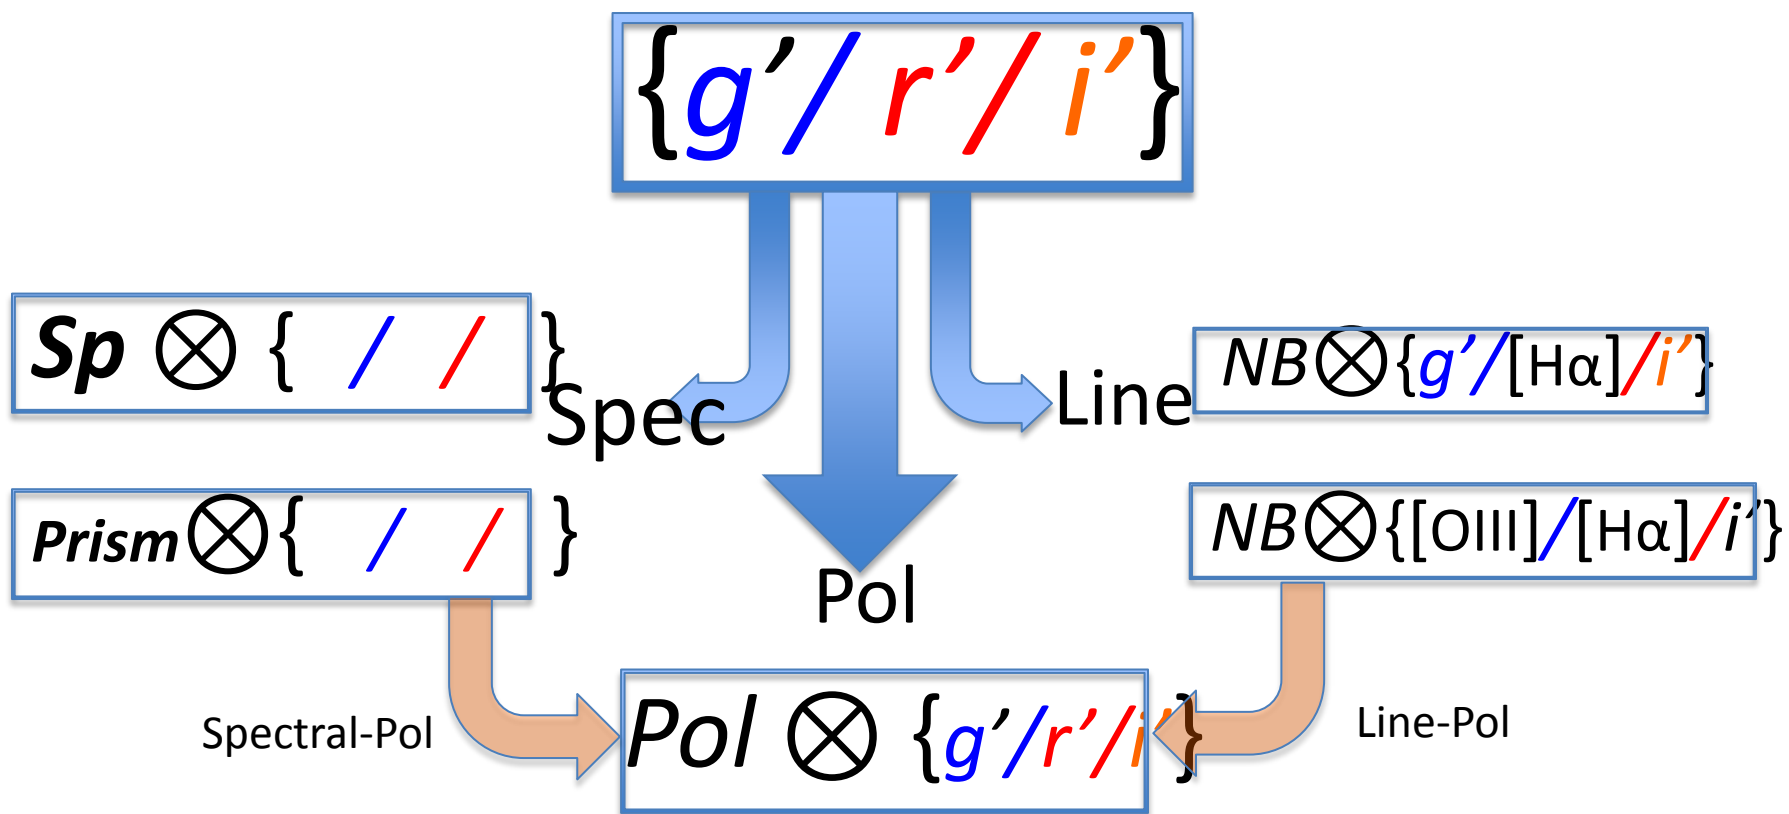 {g’/ r’/ i’}
Sp ⊗ { / / }
Spec
Line
NB⊗{g’/[Hα]/i’}
Prism⊗{ / / }
NB⊗{[OIII]/[Hα]/i’}
Pol
Spectral-Pol
Pol ⊗ {g’/r’/i’}
Line-Pol